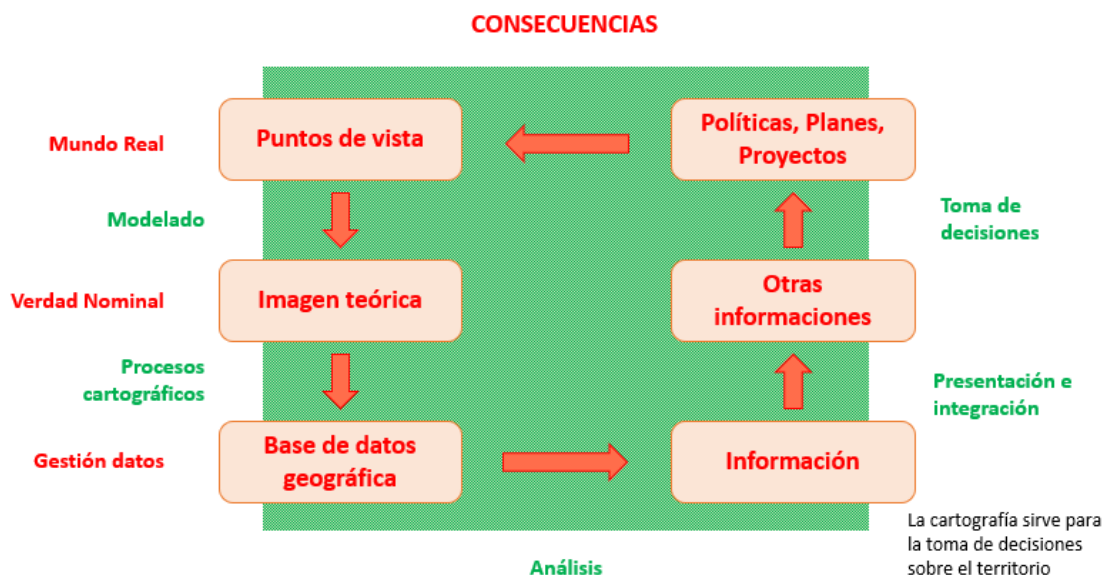 CONSECUENCIAS
Mundo Real
Puntos de vista
Políticas, Planes,
Proyectos
Modelado
Toma de
decisiones
Verdad Nominal
Imagen teórica
Otras
informaciones
Procesos
cartográficos
Presentación e
integración
Gestión datos
Base de datos
geográfica
Información
La cartografía sirve para
la toma de decisiones
sobre el territorio
Análisis